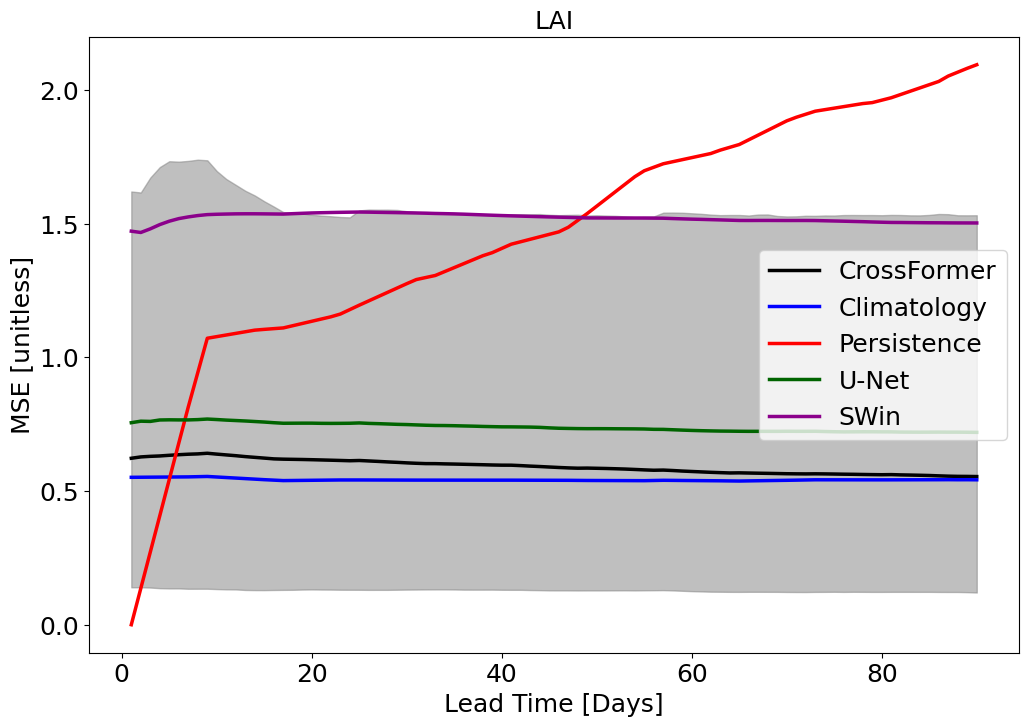 LAI
MSE [unitless]
2.0
1.5
1.0
0.5
0.0
CrossFormer
Climatology
Persistence
U-Net
SWin
0 20 40 60 80
Lead Time [Days]